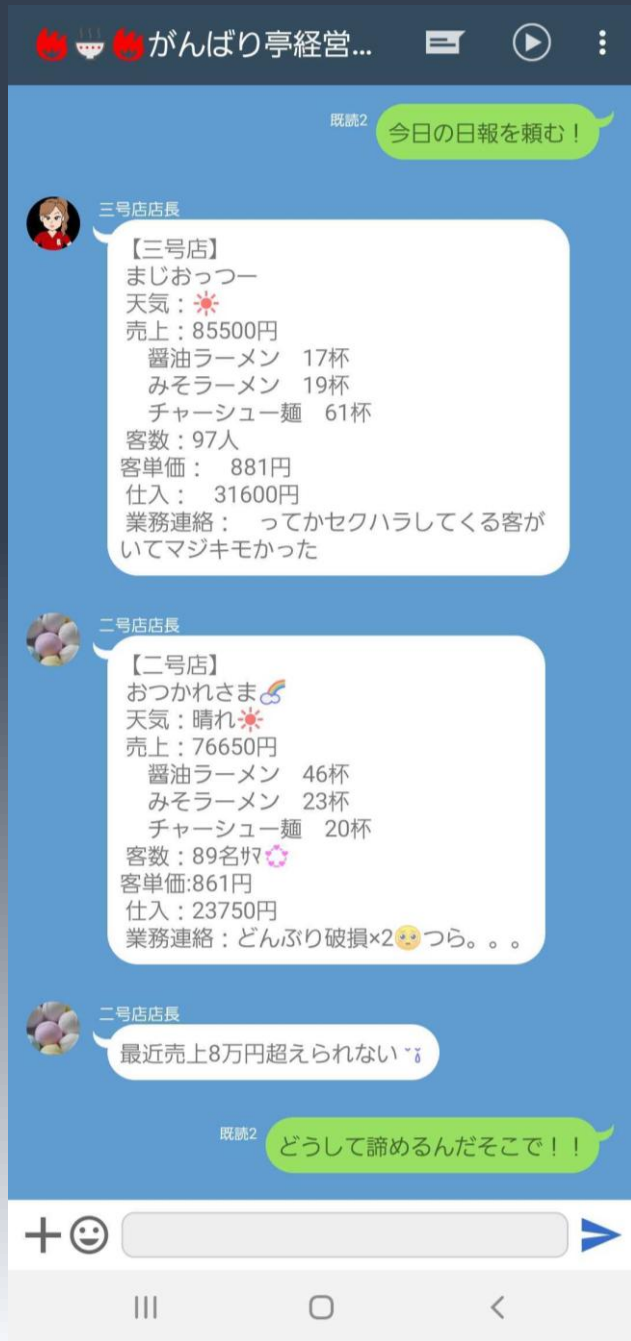 🔥🍜🔥がんばり亭経営...
既読2
今日の日報を頼む！
三号店店長
【三号店】
まじおっつー
天気：☀
売上：85500円
醤油ラーメン　17杯
みそラーメン　19杯
チャーシュー麺　61杯
客数：97人
客単価：　881円
仕入：　31600円
業務連絡：　ってかセクハラしてくる客が
いてマジキモかった
二号店店長
【二号店】
おつかれさま🌈
天気：晴れ☀
売上：76650円
醤油ラーメン　46杯
みそラーメン　23杯
チャーシュー麺　20杯
客数：89名ｻﾏ
客単価:861円
仕入：23750円
業務連絡：どんぶり破損×2🥺つら。。。
二号店店長
最近売上8万円超えられない
既読2
どうして諦めるんだそこで！！